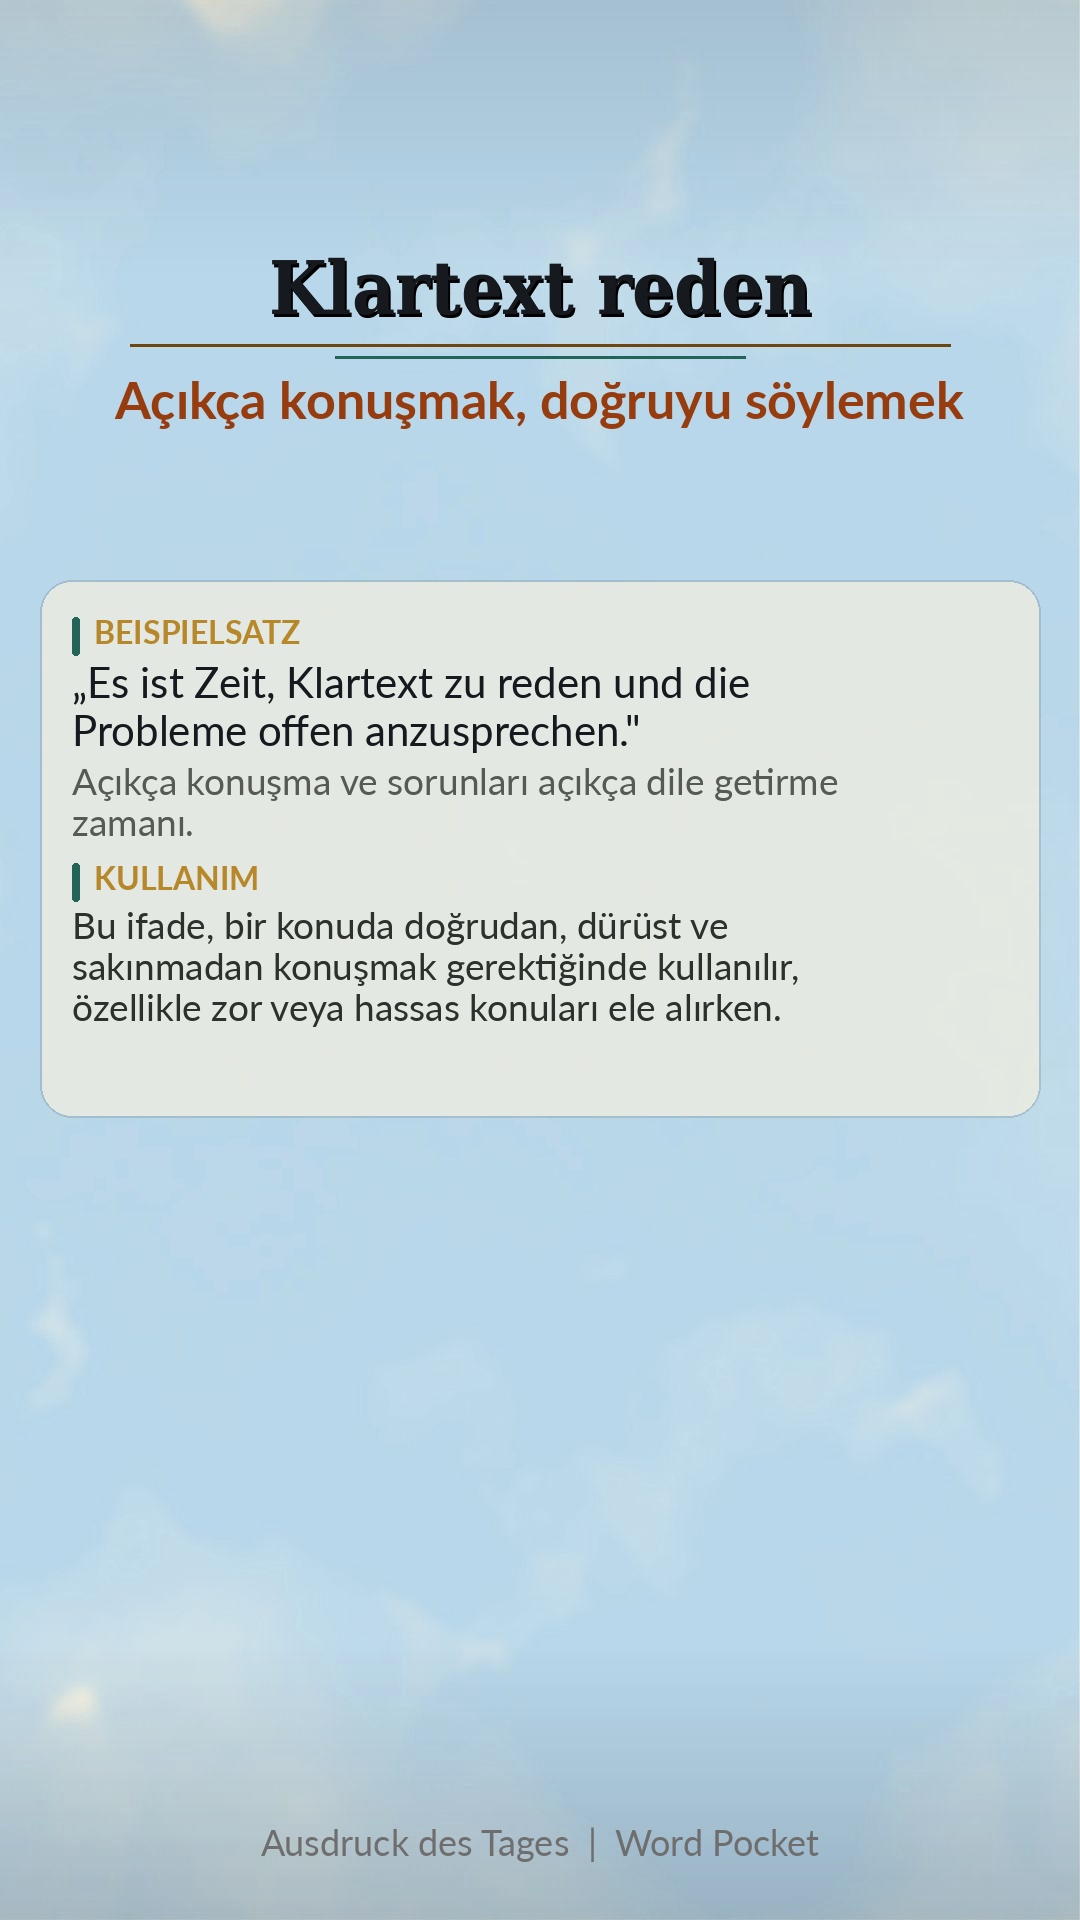 Klartext reden
Açıkça konuşmak, doğruyu söylemek
BEISPIELSATZ
„Es ist Zeit, Klartext zu reden und die
Probleme offen anzusprechen."
Açıkça konuşma ve sorunları açıkça dile getirme
zamanı.
KULLANIM
Bu ifade, bir konuda doğrudan, dürüst ve
sakınmadan konuşmak gerektiğinde kullanılır,
özellikle zor veya hassas konuları ele alırken.
Ausdruck des Tages | Word Pocket